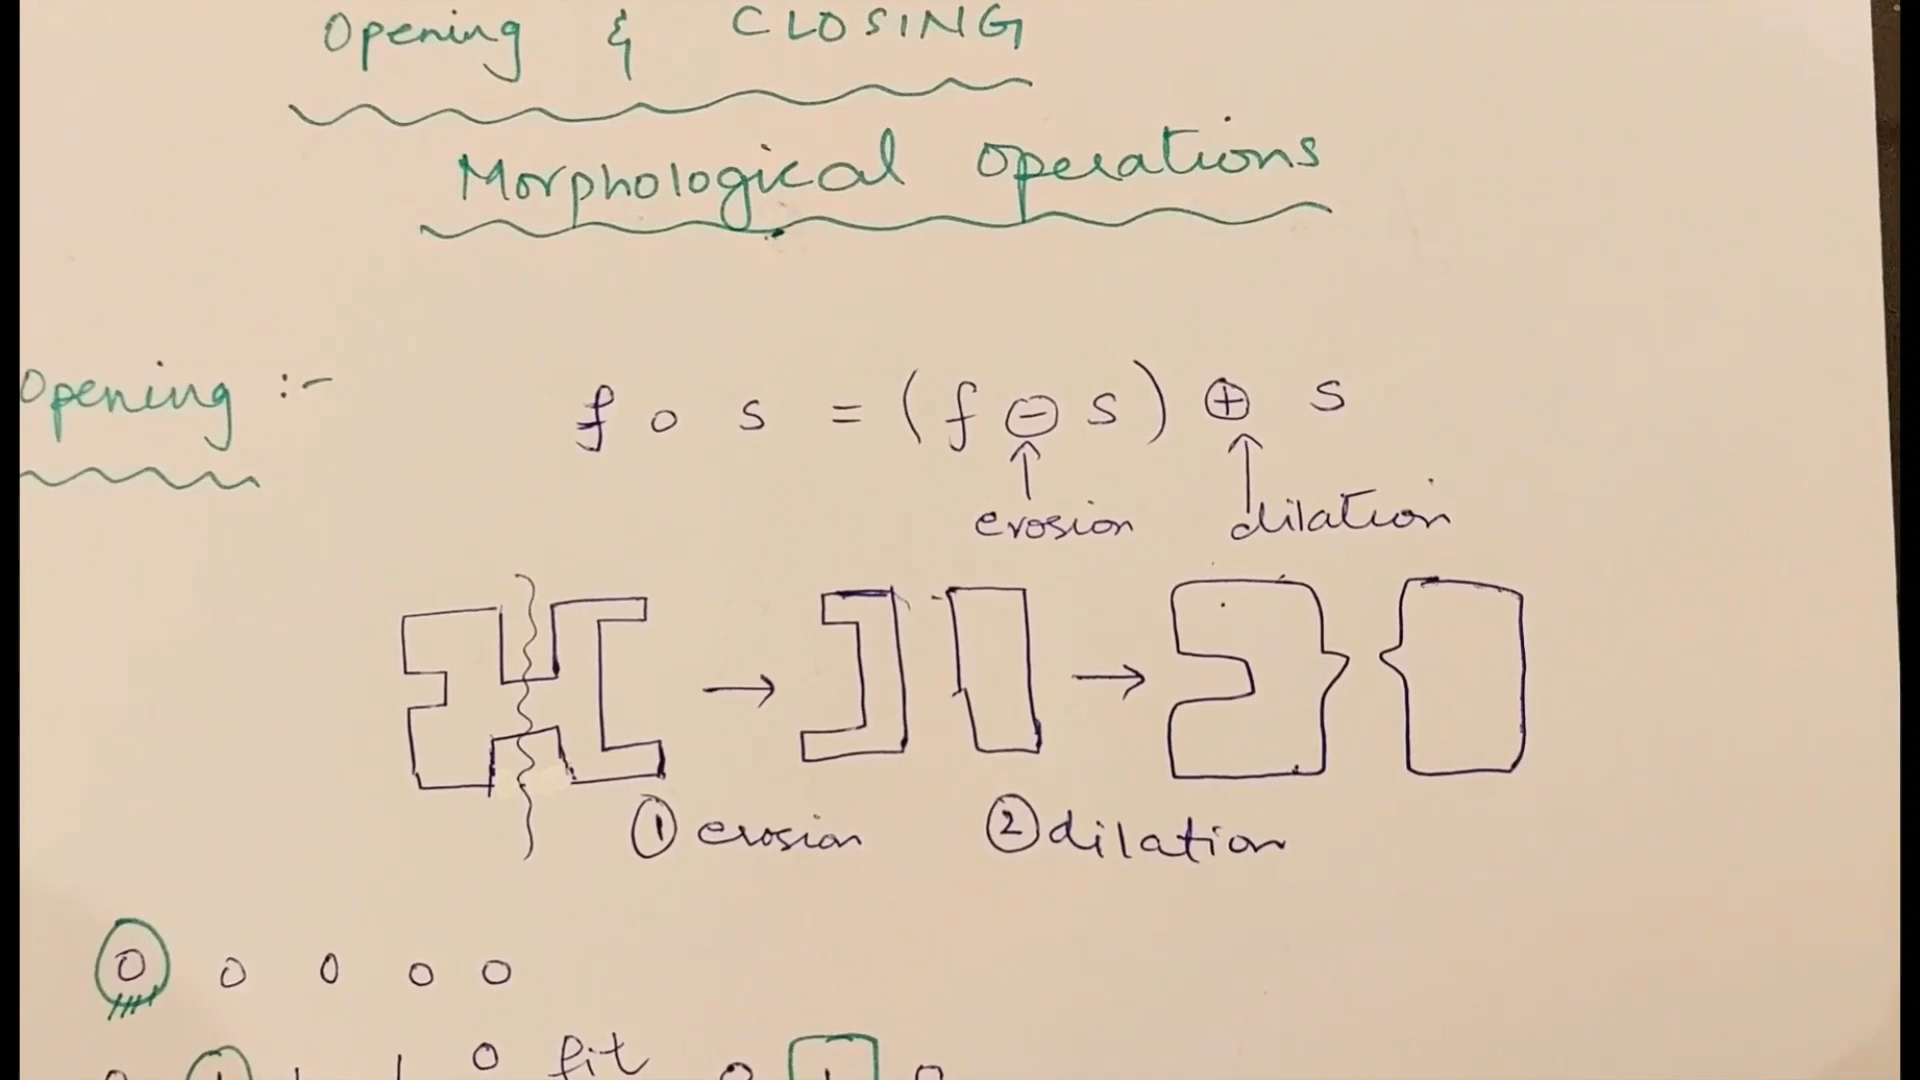 Opening & CLOSING
Morphological Operations
Opening :-
f o s = (f ⊖ s) ⊕ s
erosion dilation
① erosion ② dilation
0 0 0 0 0
0 fit